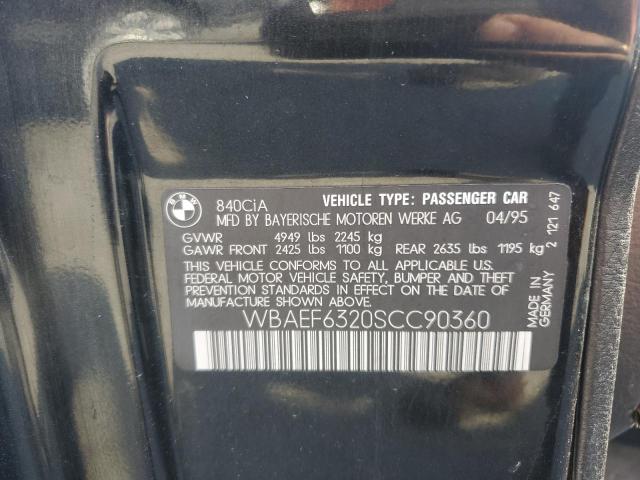 BMW
840CiA VEHICLE TYPE: PASSENGER CAR
MFD BY BAYERISCHE MOTOREN WERKE AG 04/95
GVWR 4949 lbs 2245 kg
GAWR FRONT 2425 lbs 1100 kg REAR 2635 lbs 1195 kg
THIS VEHICLE CONFORMS TO ALL APPLICABLE U.S.
FEDERAL MOTOR VEHICLE SAFETY, BUMPER AND THEFT
PREVENTION STANDARDS IN EFFECT ON THE DATE OF
MANUFACTURE SHOWN ABOVE.
WBAEF6320SCC90360
2 121 647
MADE IN
GERMANY